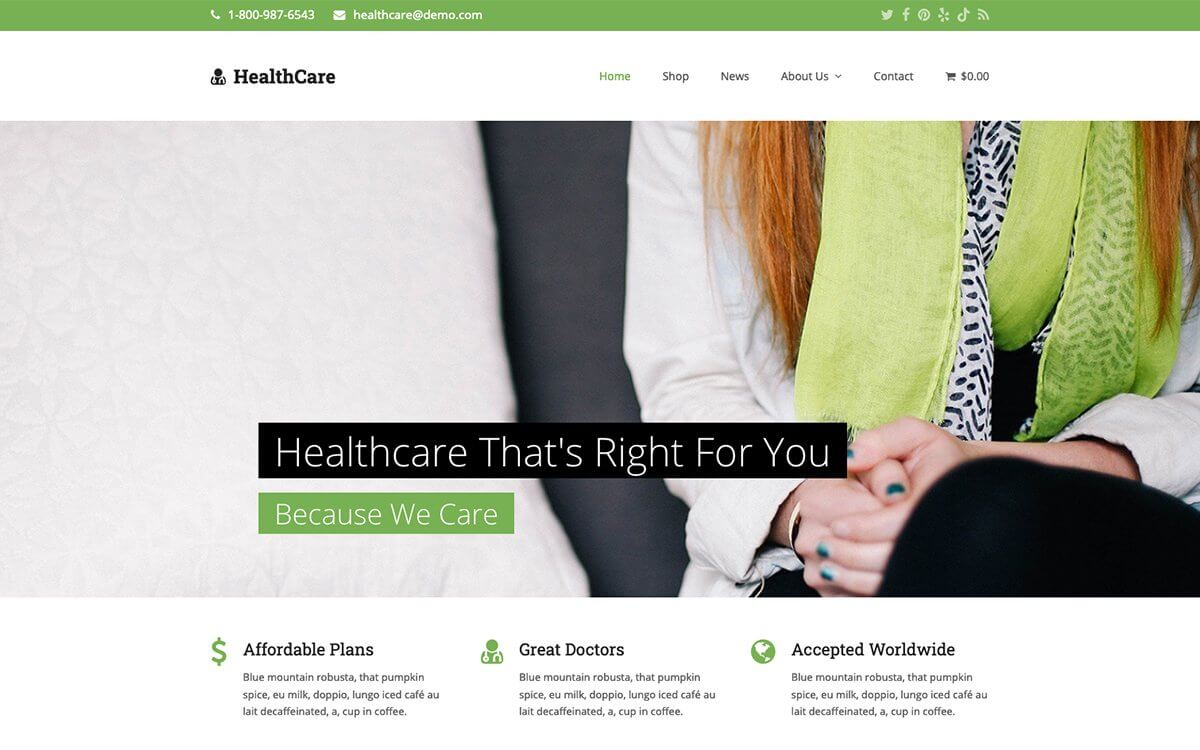 1-800-987-6543 healthcare@demo.com
HealthCare
Home Shop News About Us Contact $0.00
Healthcare That's Right For You
Because We Care
Affordable Plans
Blue mountain robusta, that pumpkin
spice, eu milk, doppio, lungo iced café au
lait decaffeinated, a, cup in coffee.
Great Doctors
Blue mountain robusta, that pumpkin
spice, eu milk, doppio, lungo iced café au
lait decaffeinated, a, cup in coffee.
Accepted Worldwide
Blue mountain robusta, that pumpkin
spice, eu milk, doppio, lungo iced café au
lait decaffeinated, a, cup in coffee.